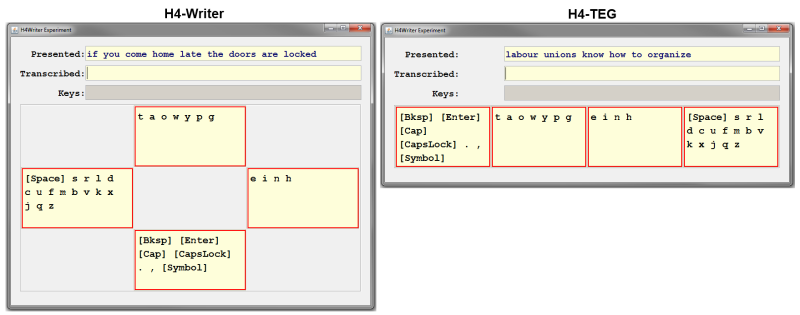 H4-Writer
H4Writer Experiment
Presented: if you come home late the doors are locked
Transcribed:
Keys:
t a o w y p g
[Space] s r l d
c u f m b v k x
j q z
e i n h
[Bksp] [Enter]
[Cap] [CapsLock]
. , [Symbol]
H4-TEG
H4Writer Experiment
Presented: labour unions know how to organize
Transcribed:
Keys:
[Bksp] [Enter]
[Cap]
[CapsLock] . ,
[Symbol]
t a o w y p g
e i n h
[Space] s r l
d c u f m b v
k x j q z